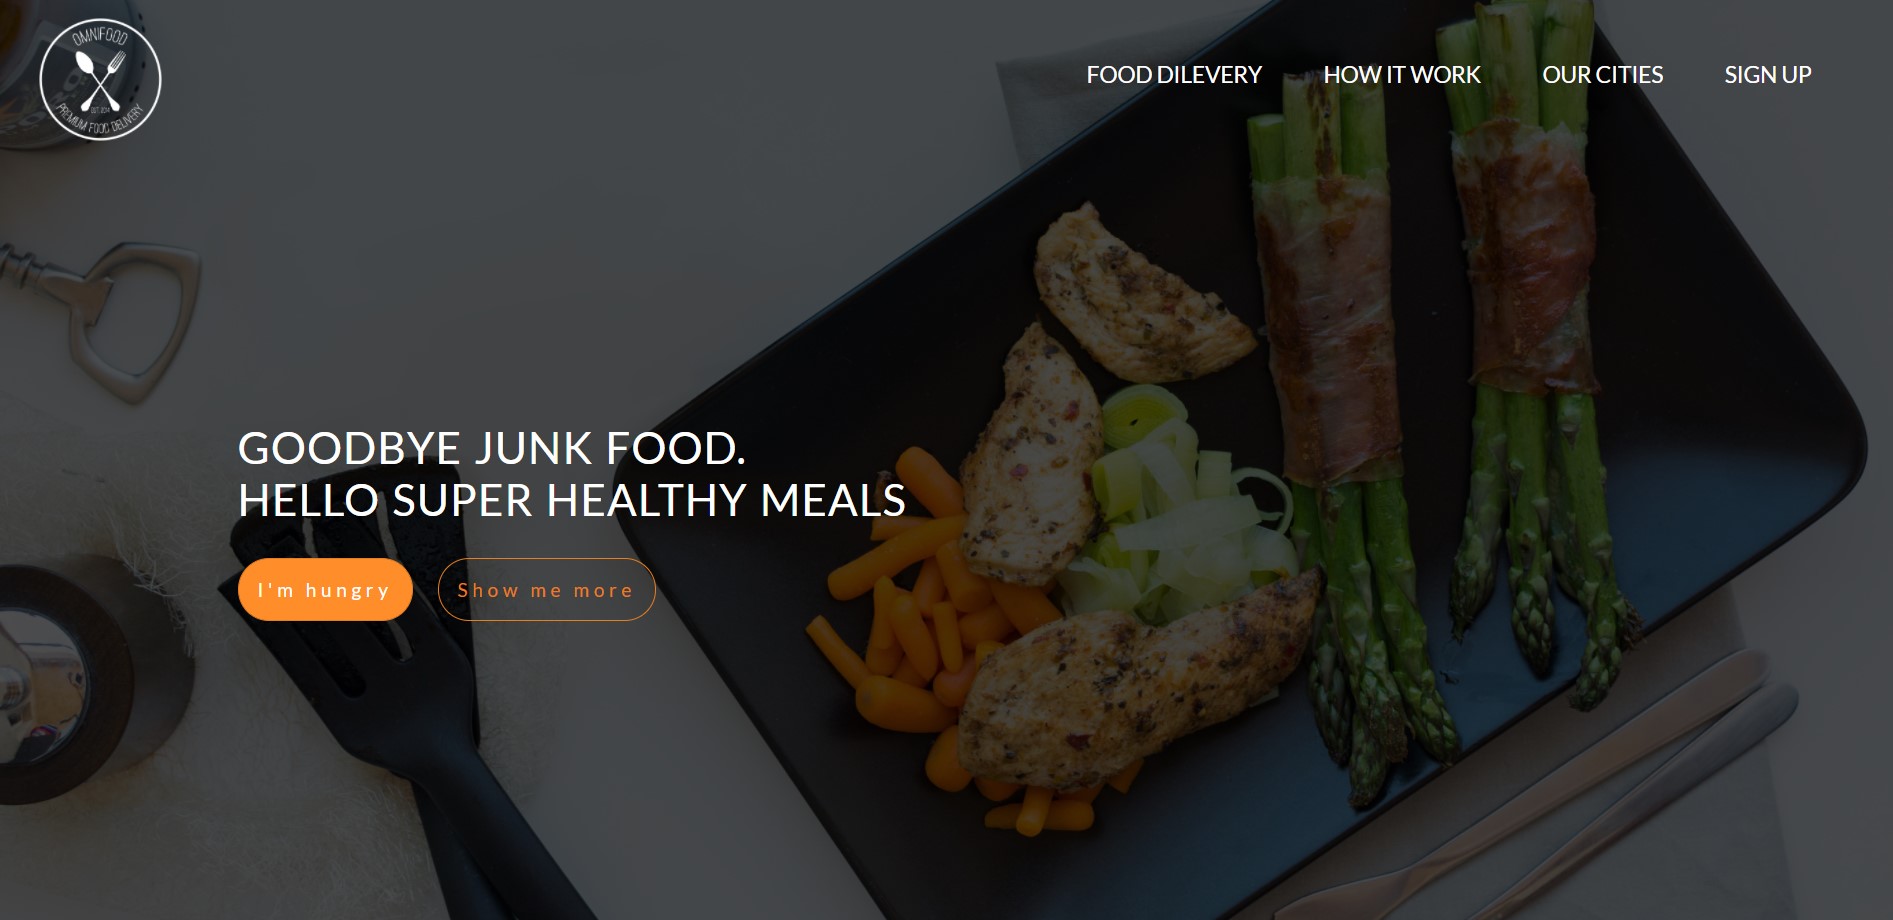 OMNIFOOD
EST. 2014
PREMIUM FOOD DELIVERY
FOOD DILEVERY
HOW IT WORK
OUR CITIES
SIGN UP
GOODBYE JUNK FOOD.
HELLO SUPER HEALTHY MEALS
I'm hungry
Show me more